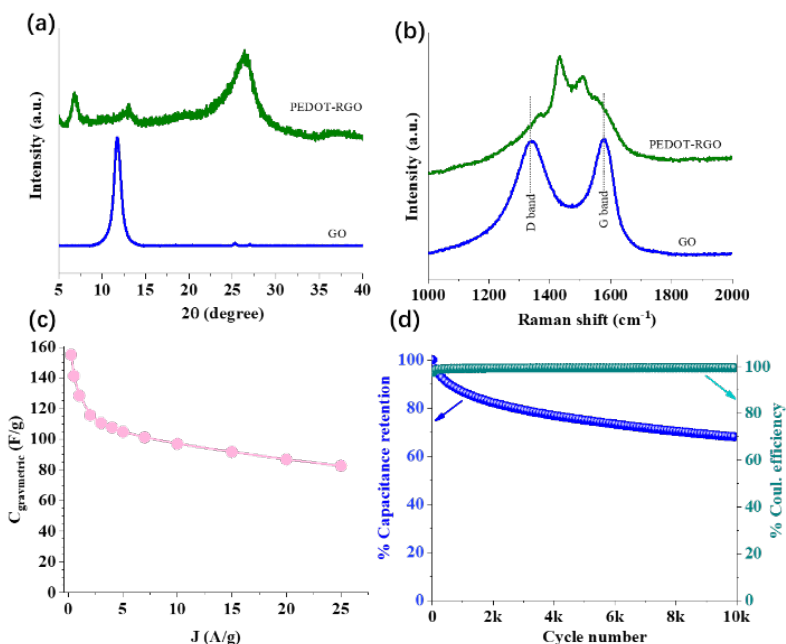 (a)
Intensity (a.u.)
PEDOT-RGO
GO
5 10 15 20 25 30 35 40
2θ (degree)
(b)
Intensity (a.u.)
PEDOT-RGO
D band
G band
GO
1000 1200 1400 1600 1800 2000
Raman shift (cm⁻¹)
(c)
C gravmetric (F/g)
160
140
120
100
80
60
40
20
0
0 5 10 15 20 25
J (A/g)
(d)
% Capacitance retention
100
80
60
40
20
0
100
80
60
40
20
0
% Coul. efficiency
0 2k 4k 6k 8k 10k
Cycle number